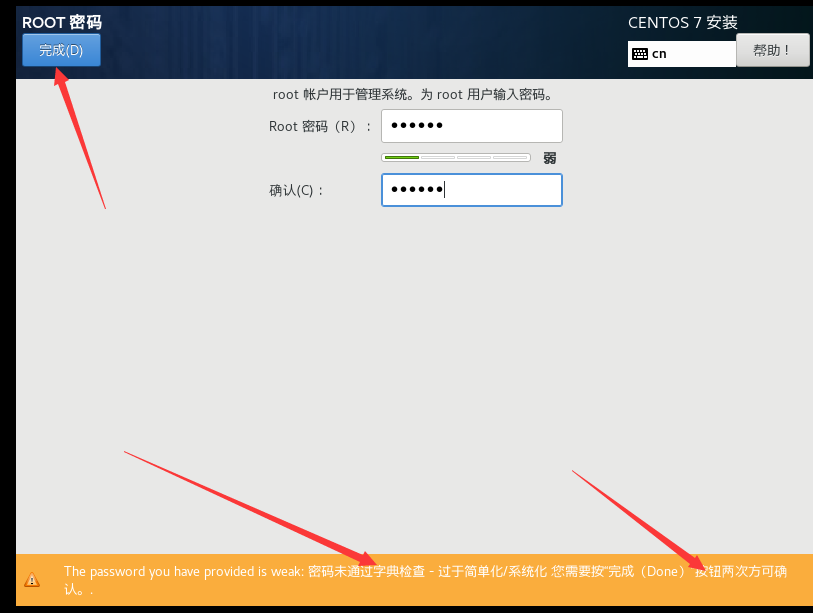 ROOT 密码
CENTOS 7 安装
完成(D)
cn
帮助！
root 帐户用于管理系统。为 root 用户输入密码。
Root 密码（R）：
●●●●●●
弱
确认(C)：
●●●●●●
The password you have provided is weak: 密码未通过字典检查 - 过于简单化/系统化 您需要按"完成（Done）"按钮两次方可确
认。.